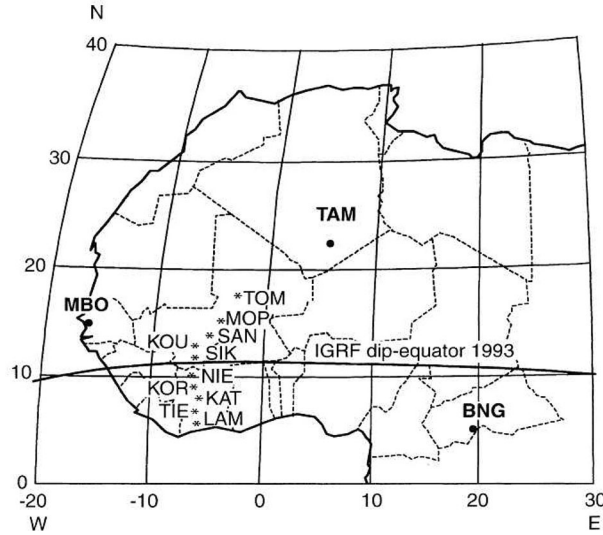 N
40
30
TAM
20
*TOM
MBO
*MOP
*SAN
KOU *
*SIK
IGRF dip-equator 1993
10
*NIE
KOR *
*KAT
TIE *
*LAM
BNG
0
-20 -10 0 10 20 30
W E